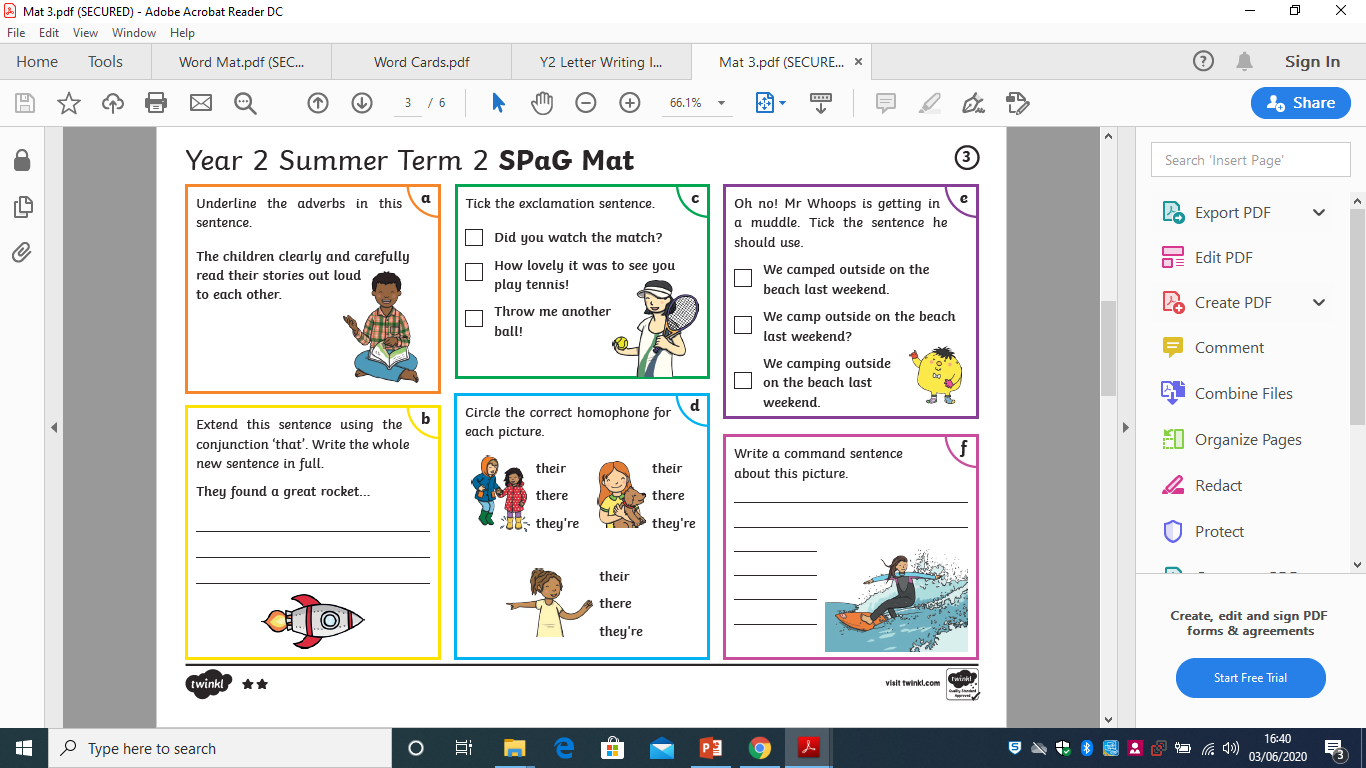 Mat 3.pdf (SECURED) - Adobe Acrobat Reader DC
File Edit View Window Help
Home Tools Word Mat.pdf (SEC... Word Cards.pdf Y2 Letter Writing I... Mat 3.pdf (SECURE... × Sign In
3 / 6 66.1% Share
Year 2 Summer Term 2 SPaG Mat
3
a
Underline the adverbs in this
sentence.
The children clearly and carefully
read their stories out loud
to each other.
b
Extend this sentence using the
conjunction 'that'. Write the whole
new sentence in full.
They found a great rocket...
c
Tick the exclamation sentence.
Did you watch the match?
How lovely it was to see you
play tennis!
Throw me another
ball!
d
Circle the correct homophone for
each picture.
their their
there there
they're they're
their
there
they're
e
Oh no! Mr Whoops is getting in
a muddle. Tick the sentence he
should use.
We camped outside on the
beach last weekend.
We camp outside on the beach
last weekend?
We camping outside
on the beach last
weekend.
f
Write a command sentence
about this picture.
twinkl
visit twinkl.com
twinkl
Quality Standard
Approved
Search 'Insert Page'
Export PDF
Edit PDF
Create PDF
Comment
Combine Files
Organize Pages
Redact
Protect
Create, edit and sign PDF
forms & agreements
Start Free Trial
Type here to search
16:40
03/06/2020
3